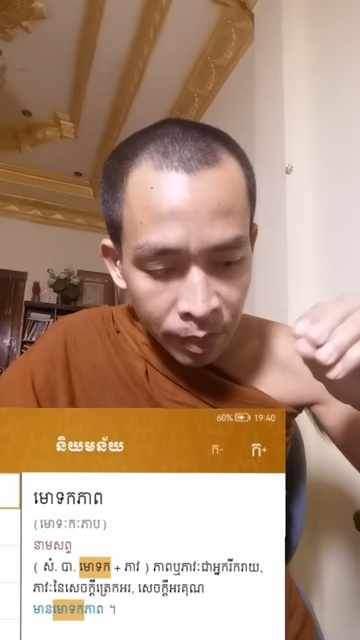 60% 19:40
និយមន័យ ក- ក+
មោទកភាព
(មោទៈកៈភាប)
នាមសព្ទ
( សំ. បា. មោទក + ភាវ ) ភាពឬភាវៈជាអ្នករីករាយ,
ភាវៈនៃសេចក្ដីត្រេកអរ, សេចក្ដីអរគុណ
មានមោទកភាព ។